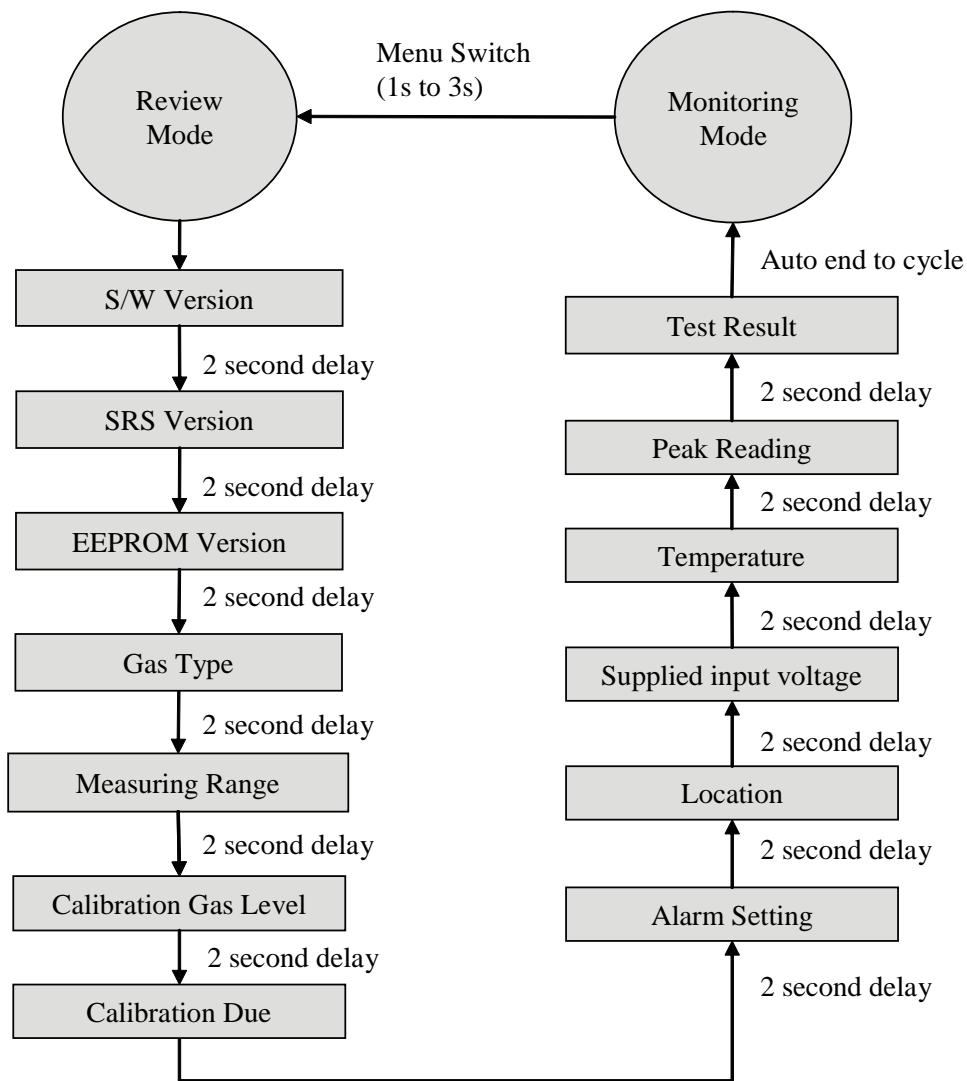 Menu Switch
(1s to 3s)
Review
Mode
Monitoring
Mode
S/W Version
2 second delay
SRS Version
2 second delay
EEPROM Version
2 second delay
Gas Type
2 second delay
Measuring Range
2 second delay
Calibration Gas Level
2 second delay
Calibration Due
2 second delay
Alarm Setting
2 second delay
Location
2 second delay
Supplied input voltage
2 second delay
Temperature
2 second delay
Peak Reading
2 second delay
Test Result
Auto end to cycle